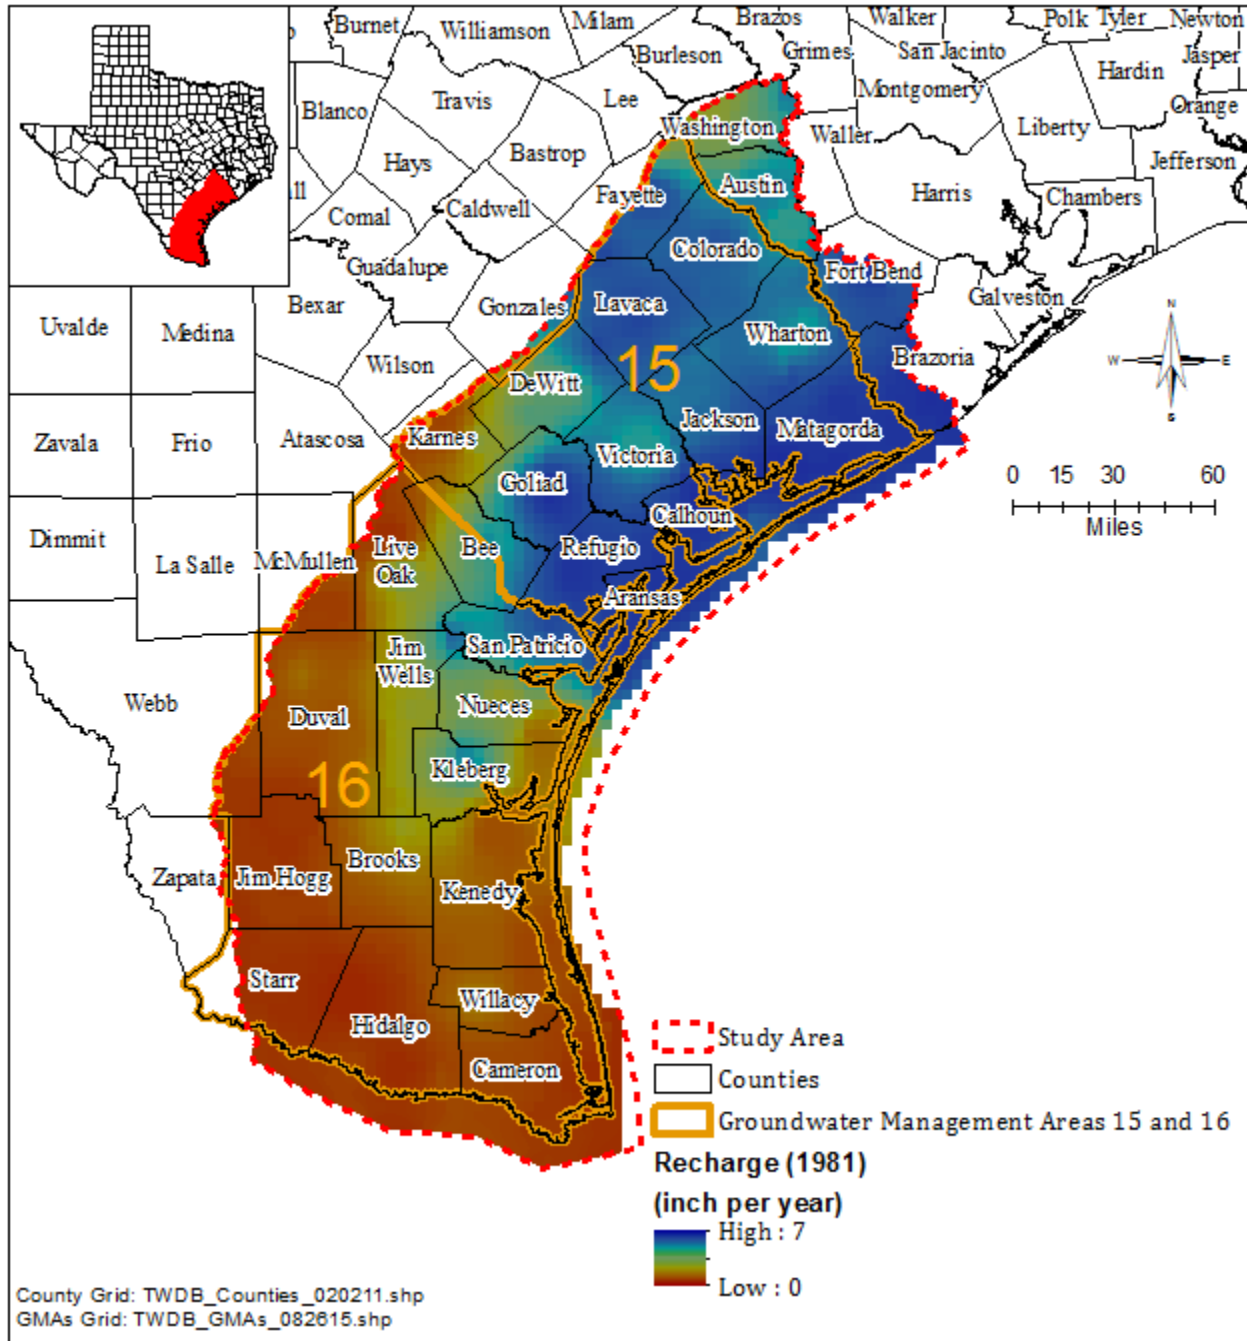 Burnet
Williamson
Milam
Brazos
Walker
Polk
Tyler
Newton
Burleson
Grimes
San Jacinto
Jasper
Hardin
Blanco
Travis
Lee
Montgomery
Orange
Washington
Waller
Liberty
Hays
Bastrop
Jefferson
all
Fayette
Austin
Harris
Chambers
Comal
Caldwell
Colorado
Guadalupe
Fort Bend
Bexar
Gonzales
Lavaca
Galveston
Uvalde
Medina
Wharton
N
Wilson
15
Brazoria
W
E
DeWitt
S
Zavala
Frio
Atascosa
Karnes
Jackson
Matagorda
Victoria
0 15 30 60
Goliad
Miles
Calhoun
Dimmit
La Salle
McMullen
Live
Oak
Bee
Refugio
Aransas
San Patricio
Jim
Wells
Webb
Duval
Nueces
16
Kleberg
Zapata
Jim Hogg
Brooks
Kenedy
Starr
Willacy
Hidalgo
Cameron
Study Area
Counties
Groundwater Management Areas 15 and 16
Recharge (1981)
(inch per year)
High : 7
Low : 0
County Grid: TWDB_Counties_020211.shp
GMAs Grid: TWDB_GMAs_082615.shp